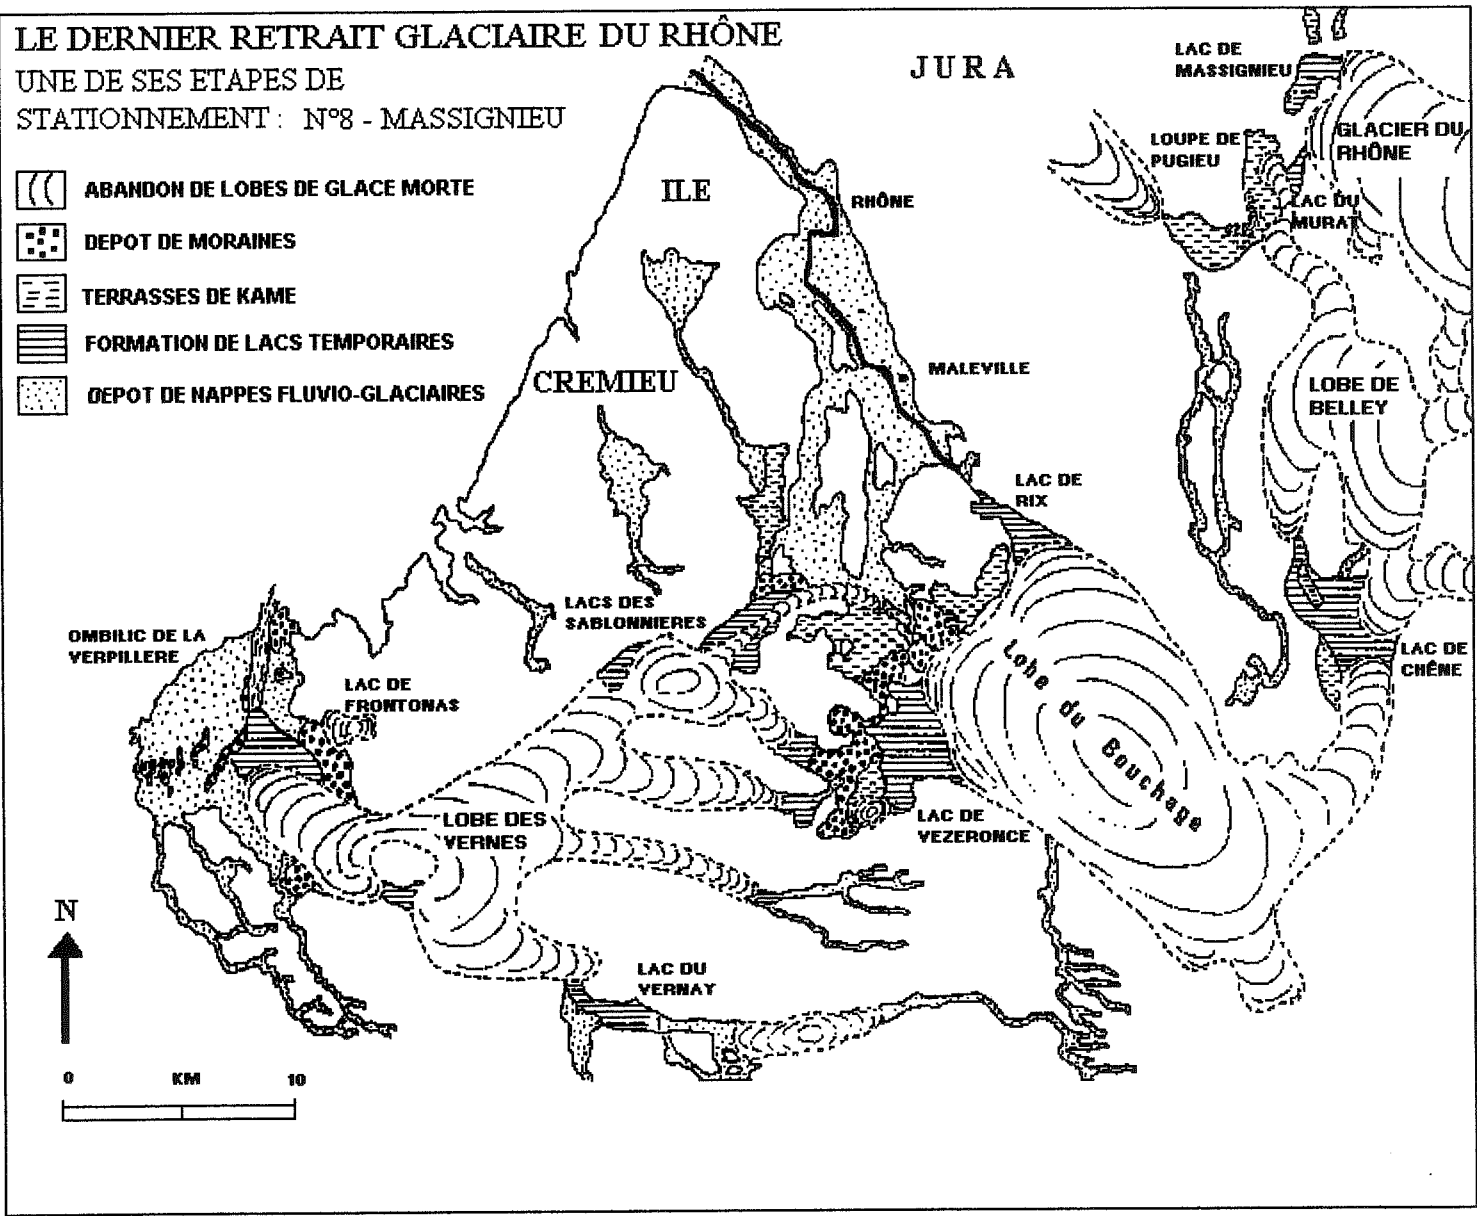 LE DERNIER RETRAIT GLACIAIRE DU RHÔNE
UNE DE SES ETAPES DE
STATIONNEMENT : N°8 - MASSIGNIEU
ABANDON DE LOBES DE GLACE MORTE
DEPOT DE MORAINES
TERRASSES DE KAME
FORMATION DE LACS TEMPORAIRES
DEPOT DE NAPPES FLUVIO-GLACIAIRES
JURA
LAC DE
MASSIGNIEU
GLACIER DU
RHÔNE
LOUPE DE
PUGIEU
LAC DU
MURAT
ILE
CREMIEU
RHÔNE
MALEVILLE
LOBE DE
BELLEY
LAC DE
RIX
LACS DES
SABLONNIERES
OMBILIC DE LA
VERPILLERE
LAC DE
FRONTONAS
LAC DE
CHÊNE
Lobe du Bouchage
LOBE DES
VERNES
LAC DE
VEZERONCE
LAC DU
VERNAY
N
0 KM 10